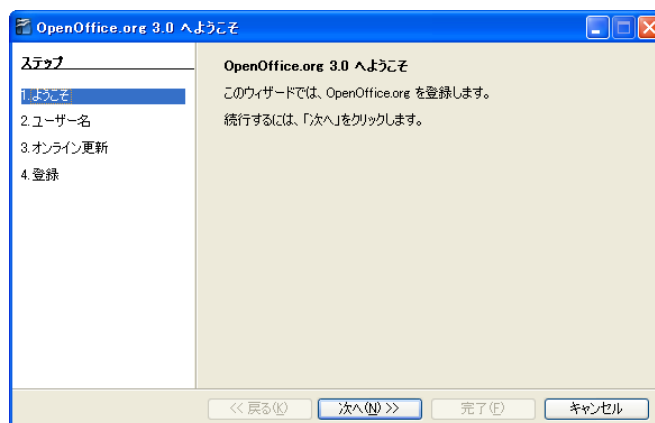 OpenOffice.org 3.0 へようこそ
ステップ
1.ようこそ
2.ユーザー名
3.オンライン更新
4.登録
OpenOffice.org 3.0 へようこそ
このウィザードでは、OpenOffice.org を登録します。
続行するには、「次へ」をクリックします。
<< 戻る(K) 次へ(N) >> 完了(F) キャンセル